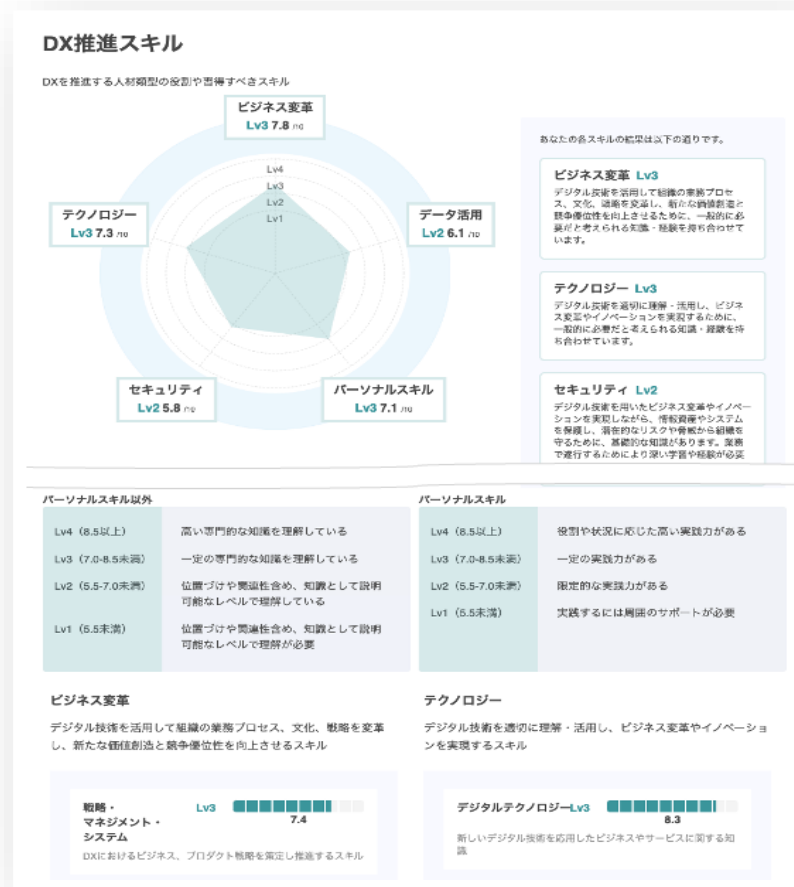 DX推進スキル
DXを推進する人材類型の役割や習得すべきスキル
ビジネス変革
Lv3 7.8 /10
Lv4
Lv3
Lv2
Lv1
テクノロジー
Lv3 7.3 /10
データ活用
Lv2 6.1 /10
セキュリティ
Lv2 5.8 /10
パーソナルスキル
Lv3 7.1 /10
あなたの各スキルの結果は以下の通りです。
ビジネス変革 Lv3
デジタル技術を活用して組織の業務プロセ
ス、文化、戦略を変革し、新たな価値創造と
競争優位性を向上させるために、一般的に必
要だと考えられる知識・経験を持ち合わせて
います。
テクノロジー Lv3
デジタル技術を適切に理解・活用し、ビジネ
ス変革やイノベーションを実現するために、
一般的に必要だと考えられる知識・経験を持
ち合わせています。
セキュリティ Lv2
デジタル技術を用いたビジネス変革やイノベー
ションを実現しながら、情報資産やシステム
を保護し、潜在的なリスクや脅威から組織を
守るために、基礎的な知識があります。業務
で遂行するためにより深い学習や経験が必要
パーソナルスキル以外
Lv4（8.5以上） 高い専門的な知識を理解している
Lv3（7.0-8.5未満） 一定の専門的な知識を理解している
Lv2（5.5-7.0未満） 位置づけや関連性含め、知識として説明
可能なレベルで理解している
Lv1（5.5未満） 位置づけや関連性含め、知識として説明
可能なレベルで理解が必要
パーソナルスキル
Lv4（8.5以上） 役割や状況に応じた高い実践力がある
Lv3（7.0-8.5未満） 一定の実践力がある
Lv2（5.5-7.0未満） 限定的な実践力がある
Lv1（5.5未満） 実践するには周囲のサポートが必要
ビジネス変革
デジタル技術を活用して組織の業務プロセス、文化、戦略を変革
し、新たな価値創造と競争優位性を向上させるスキル
戦略・
マネジメント・
システム
Lv3
7.4
DXにおけるビジネス、プロダクト戦略を策定し推進するスキル
テクノロジー
デジタル技術を適切に理解・活用し、ビジネス変革やイノベーショ
ンを実現するスキル
デジタルテクノロジー Lv3
8.3
新しいデジタル技術を応用したビジネスやサービスに関する知
識